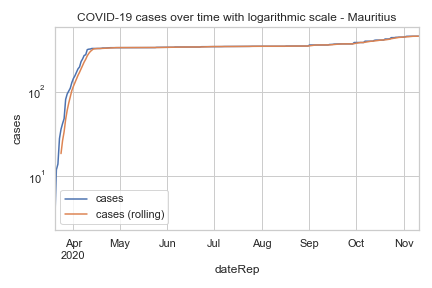 COVID-19 cases over time with logarithmic scale - Mauritius
cases
10²
10¹
cases
cases (rolling)
Apr May Jun Jul Aug Sep Oct Nov
2020
dateRep